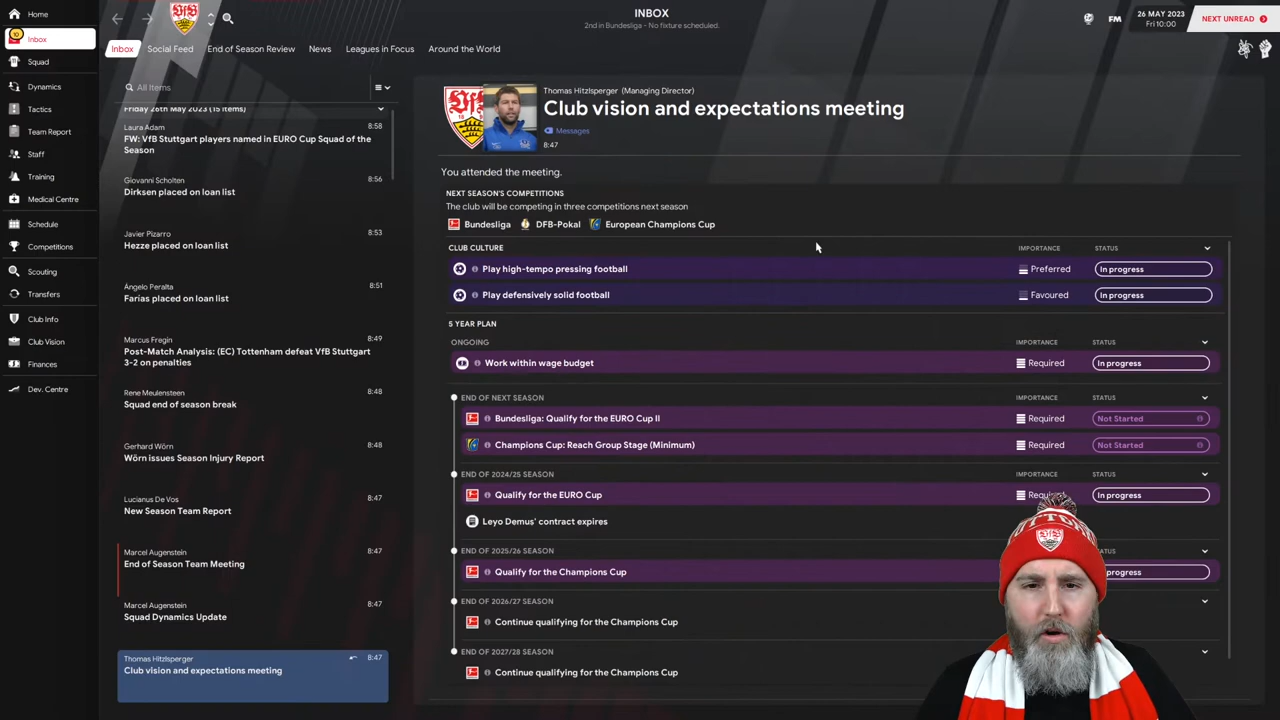 Home
INBOX
2nd in Bundesliga - No fixture scheduled.
FM
26 MAY 2023
Fri 10:00
NEXT UNREAD
10
Inbox
Squad
Dynamics
Tactics
Team Report
Staff
Training
Medical Centre
Schedule
Competitions
Scouting
Transfers
Club Info
Club Vision
Finances
Dev. Centre
Inbox
Social Feed
End of Season Review
News
Leagues in Focus
Around the World
All Items
Friday 26th May 2023 (15 items)
Laura Adam 8:58
FW: VfB Stuttgart players named in EURO Cup Squad of the
Season
Giovanni Scholten 8:56
Dirksen placed on loan list
Javier Pizarro 8:53
Hezze placed on loan list
Ángelo Peralta 8:51
Farías placed on loan list
Marcus Fregin 8:49
Post-Match Analysis: (EC) Tottenham defeat VfB Stuttgart
3-2 on penalties
Rene Meulensteen 8:48
Squad end of season break
Gerhard Wörn 8:48
Wörn issues Season Injury Report
Lucianus De Vos 8:47
New Season Team Report
Marcel Augenstein 8:47
End of Season Team Meeting
Marcel Augenstein 8:47
Squad Dynamics Update
Thomas Hitzlsperger 8:47
Club vision and expectations meeting
Thomas Hitzlsperger (Managing Director)
Club vision and expectations meeting
Messages
8:47
You attended the meeting.
NEXT SEASON'S COMPETITIONS
The club will be competing in three competitions next season
Bundesliga DFB-Pokal European Champions Cup
CLUB CULTURE IMPORTANCE STATUS
Play high-tempo pressing football Preferred In progress
Play defensively solid football Favoured In progress
5 YEAR PLAN
ONGOING IMPORTANCE STATUS
Work within wage budget Required In progress
END OF NEXT SEASON IMPORTANCE STATUS
Bundesliga: Qualify for the EURO Cup II Required Not Started
Champions Cup: Reach Group Stage (Minimum) Required Not Started
END OF 2024/25 SEASON IMPORTANCE STATUS
Qualify for the EURO Cup In progress
Leyo Demus' contract expires
END OF 2025/26 SEASON STATUS
Qualify for the Champions Cup progress
END OF 2026/27 SEASON
Continue qualifying for the Champions Cup
END OF 2027/28 SEASON
Continue qualifying for the Champions Cup